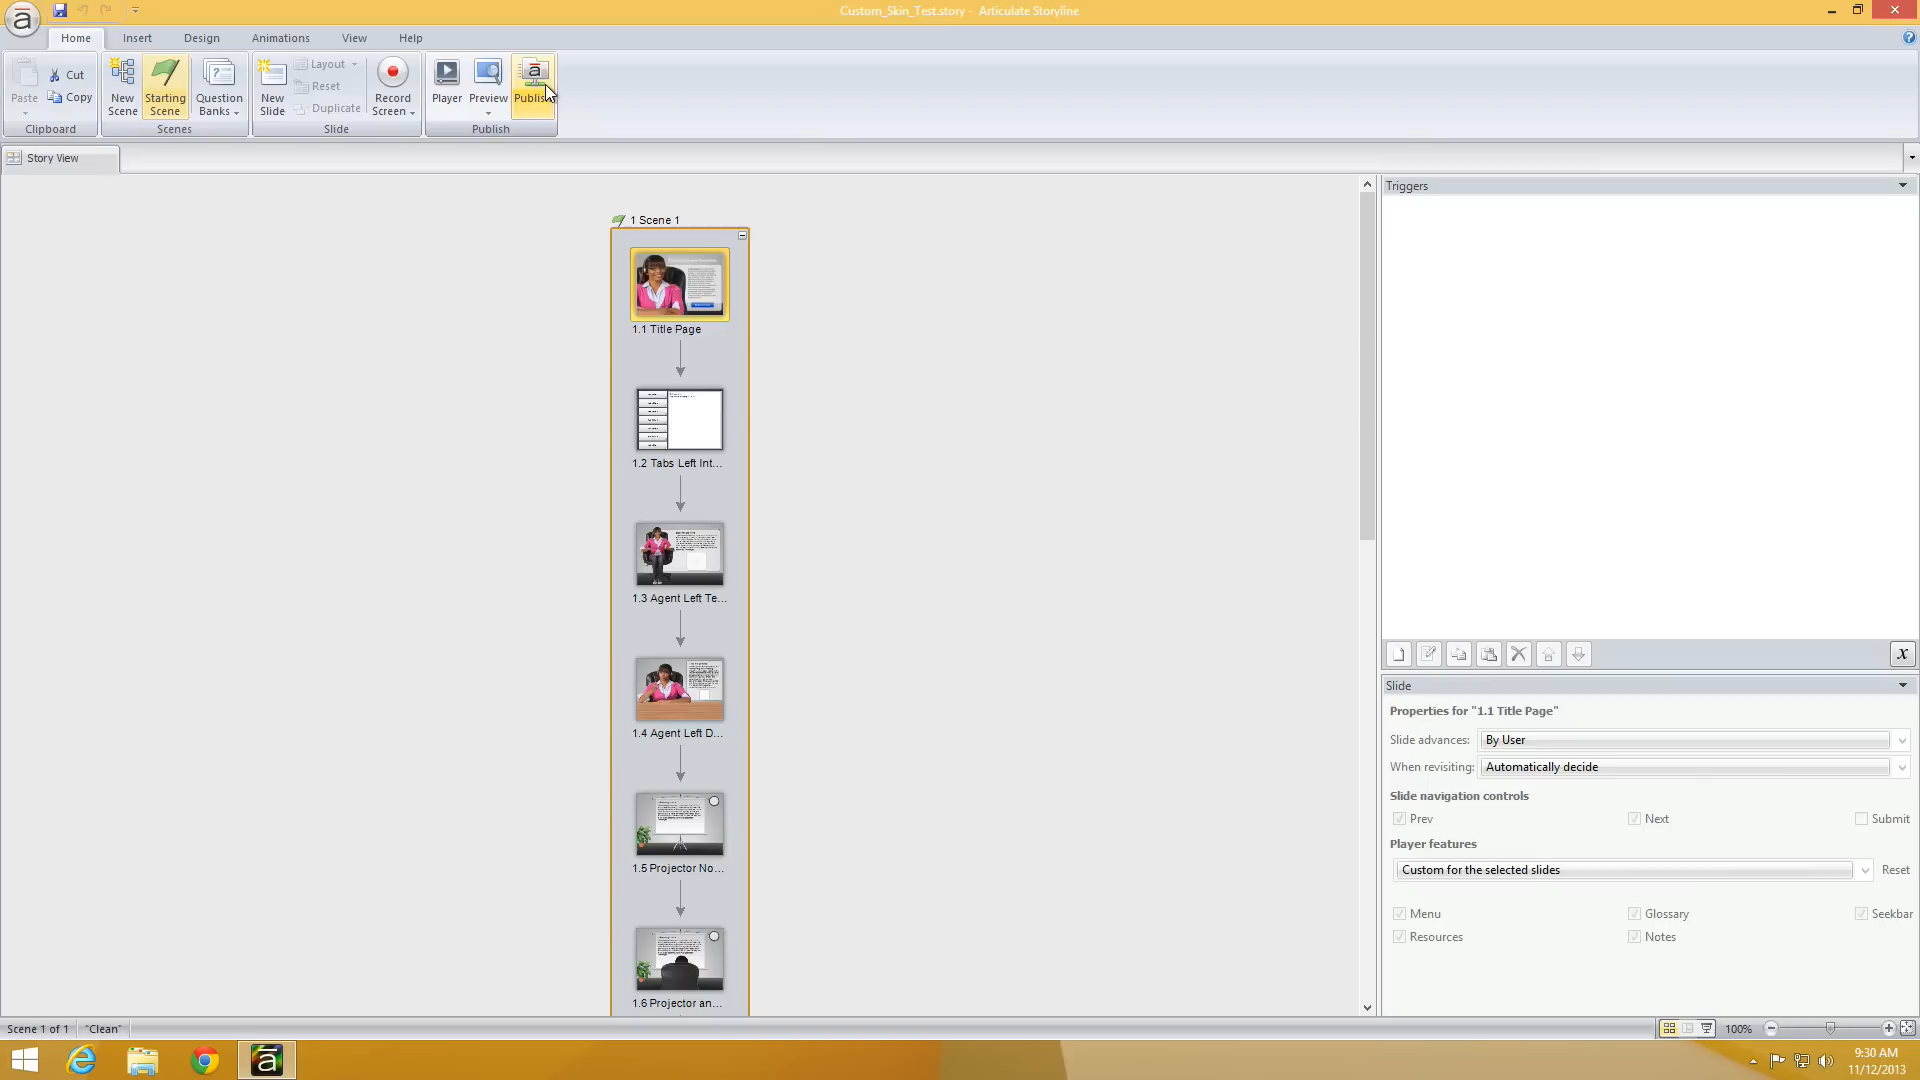 Custom_Skin_Test.story - Articulate Storyline
Home Insert Design Animations View Help
Paste
Cut
Copy
Clipboard
New Scene
Starting Scene
Question Banks
Scenes
New Slide
Layout
Reset
Duplicate
Slide
Record Screen
Player
Preview
Publish
Publish
Story View
1 Scene 1
1.1 Title Page
1.2 Tabs Left Int...
1.3 Agent Left Te...
1.4 Agent Left D...
1.5 Projector No...
1.6 Projector an...
Triggers
x
Slide
Properties for "1.1 Title Page"
Slide advances: By User
When revisiting: Automatically decide
Slide navigation controls
Prev Next Submit
Player features
Custom for the selected slides Reset
Menu Glossary Seekbar
Resources Notes
Scene 1 of 1 "Clean" 100%
9:30 AM
11/12/2013